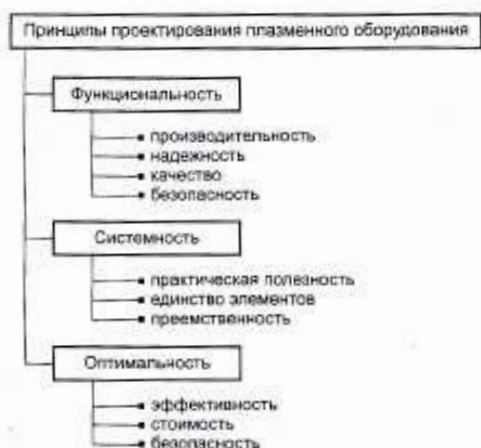 Принципы проектирования плазменного оборудования
Функциональность
производительность
надежность
качество
безопасность
Системность
практическая полезность
единство элементов
преемственность
Оптимальность
эффективность
стоимость
безопасность